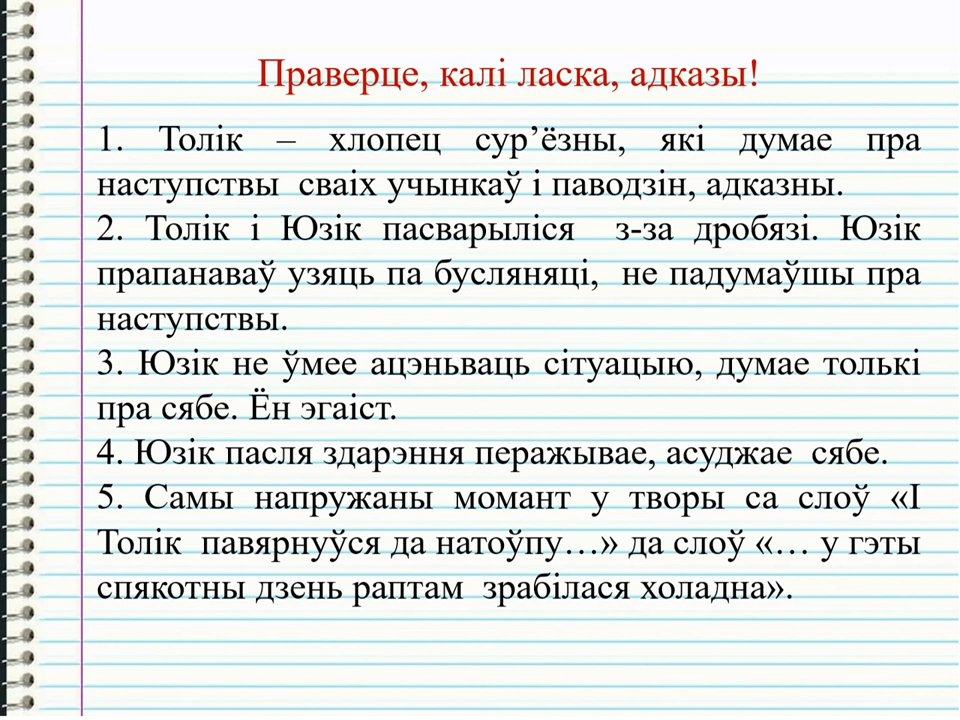 Праверце, калі ласка, адказы!
1. Толік – хлопец сур’ёзны, які думае пра
наступствы сваіх учынкаў і паводзін, адказны.
2. Толік і Юзік пасварыліся з-за дробязі. Юзік
прапанаваў узяць па бусляняці, не падумаўшы пра
наступствы.
3. Юзік не ўмее ацэньваць сітуацыю, думае толькі
пра сябе. Ён эгаіст.
4. Юзік пасля здарэння перажывае, асуджае сябе.
5. Самы напружаны момант у творы са слоў «І
Толік павярнуўся да натоўпу…» да слоў «… у гэты
спякотны дзень раптам зрабілася холадна».